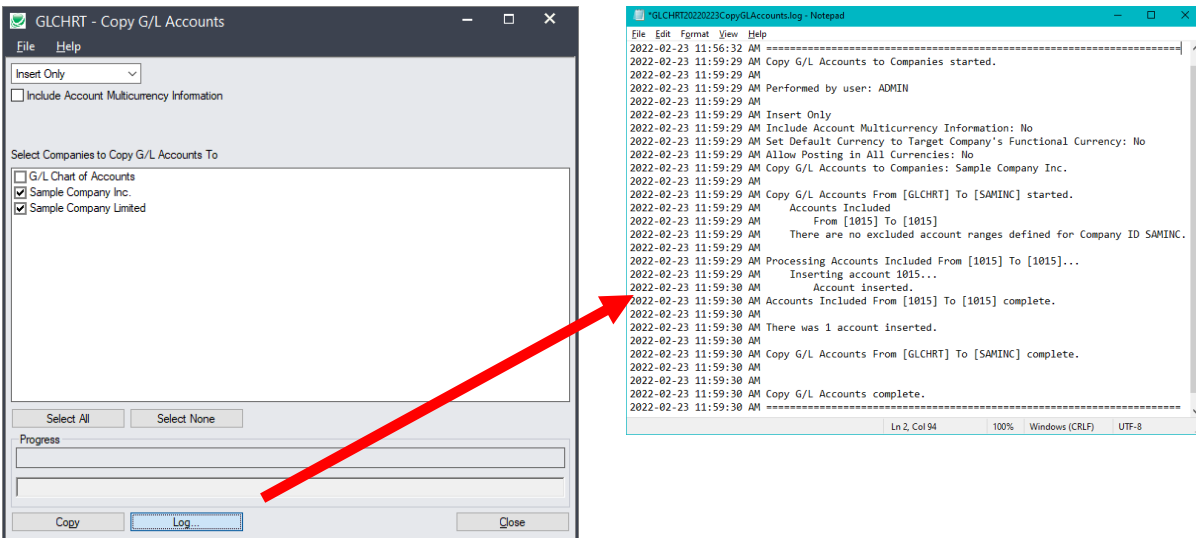 GLCHRT - Copy G/L Accounts
File Help
Insert Only
Include Account Multicurrency Information
Select Companies to Copy G/L Accounts To
G/L Chart of Accounts
Sample Company Inc.
Sample Company Limited
Select All Select None
Progress
Copy Log... Close
*GLCHRT20220223CopyGLAccounts.log - Notepad
File Edit Format View Help
2022-02-23 11:56:32 AM ======================================================================
2022-02-23 11:59:29 AM Copy G/L Accounts to Companies started.
2022-02-23 11:59:29 AM
2022-02-23 11:59:29 AM Performed by user: ADMIN
2022-02-23 11:59:29 AM
2022-02-23 11:59:29 AM Insert Only
2022-02-23 11:59:29 AM Include Account Multicurrency Information: No
2022-02-23 11:59:29 AM Set Default Currency to Target Company's Functional Currency: No
2022-02-23 11:59:29 AM Allow Posting in All Currencies: No
2022-02-23 11:59:29 AM Copy G/L Accounts to Companies: Sample Company Inc.
2022-02-23 11:59:29 AM
2022-02-23 11:59:29 AM Copy G/L Accounts From [GLCHRT] To [SAMINC] started.
2022-02-23 11:59:29 AM Accounts Included
2022-02-23 11:59:29 AM From [1015] To [1015]
2022-02-23 11:59:29 AM There are no excluded account ranges defined for Company ID SAMINC.
2022-02-23 11:59:29 AM
2022-02-23 11:59:29 AM Processing Accounts Included From [1015] To [1015]...
2022-02-23 11:59:29 AM Inserting account 1015...
2022-02-23 11:59:30 AM Account inserted.
2022-02-23 11:59:30 AM Accounts Included From [1015] To [1015] complete.
2022-02-23 11:59:30 AM
2022-02-23 11:59:30 AM There was 1 account inserted.
2022-02-23 11:59:30 AM
2022-02-23 11:59:30 AM Copy G/L Accounts From [GLCHRT] To [SAMINC] complete.
2022-02-23 11:59:30 AM
2022-02-23 11:59:30 AM
2022-02-23 11:59:30 AM Copy G/L Accounts complete.
2022-02-23 11:59:30 AM ======================================================================
Ln 2, Col 94 100% Windows (CRLF) UTF-8